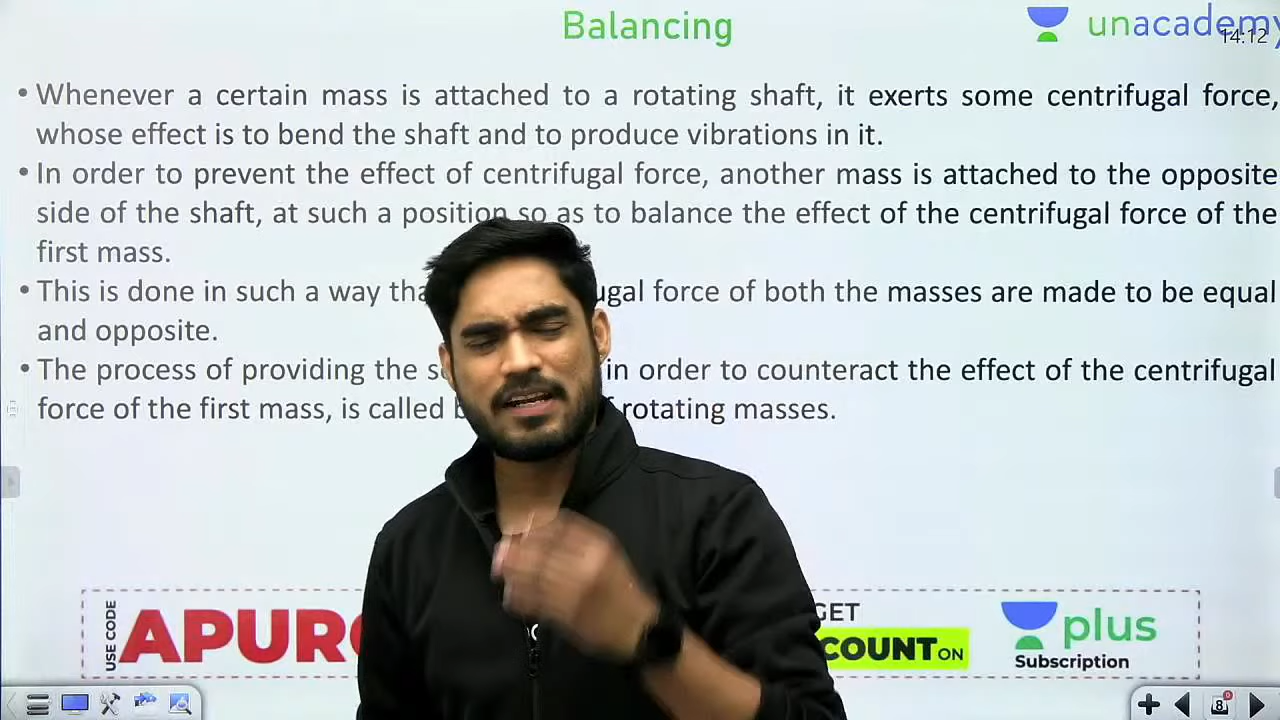 Balancing
unacademy
14:12
• Whenever a certain mass is attached to a rotating shaft, it exerts some centrifugal force,
whose effect is to bend the shaft and to produce vibrations in it.
• In order to prevent the effect of centrifugal force, another mass is attached to the opposite
side of the shaft, at such a position so as to balance the effect of the centrifugal force of the
first mass.
• This is done in such a way force of both the masses are made to be equal
and opposite.
• The process of providing the in order to counteract the effect of the centrifugal
force of the first mass, is called rotating masses.
USE CODE
GET
ON
plus
Subscription
8